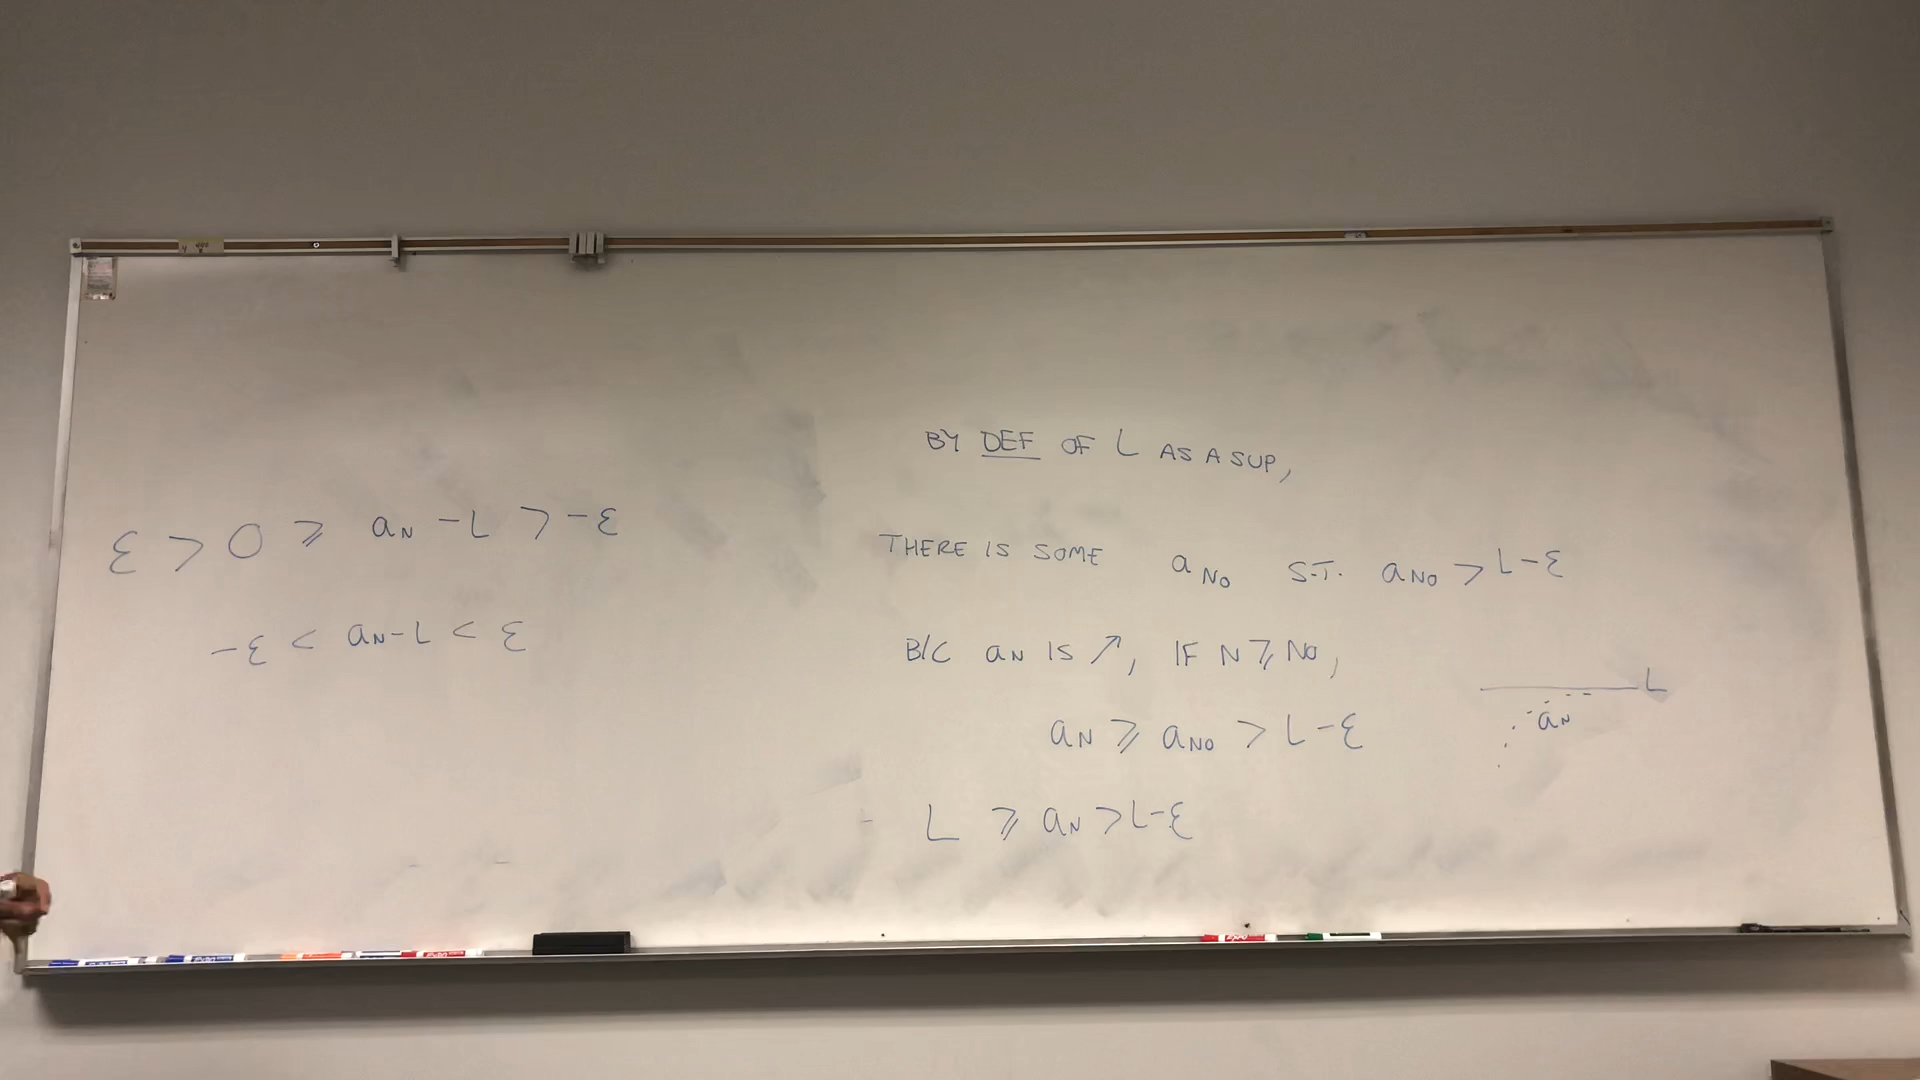 ε > 0 ≥ aN - L > -ε
-ε < aN-L < ε
BY DEF OF L AS A SUP,
THERE IS SOME aN0 S.T. aN0 > L-ε
B/C aN IS ↗, IF N ≥ N0,
aN ≥ aN0 > L-ε
L ≥ aN > L-ε
L
aN